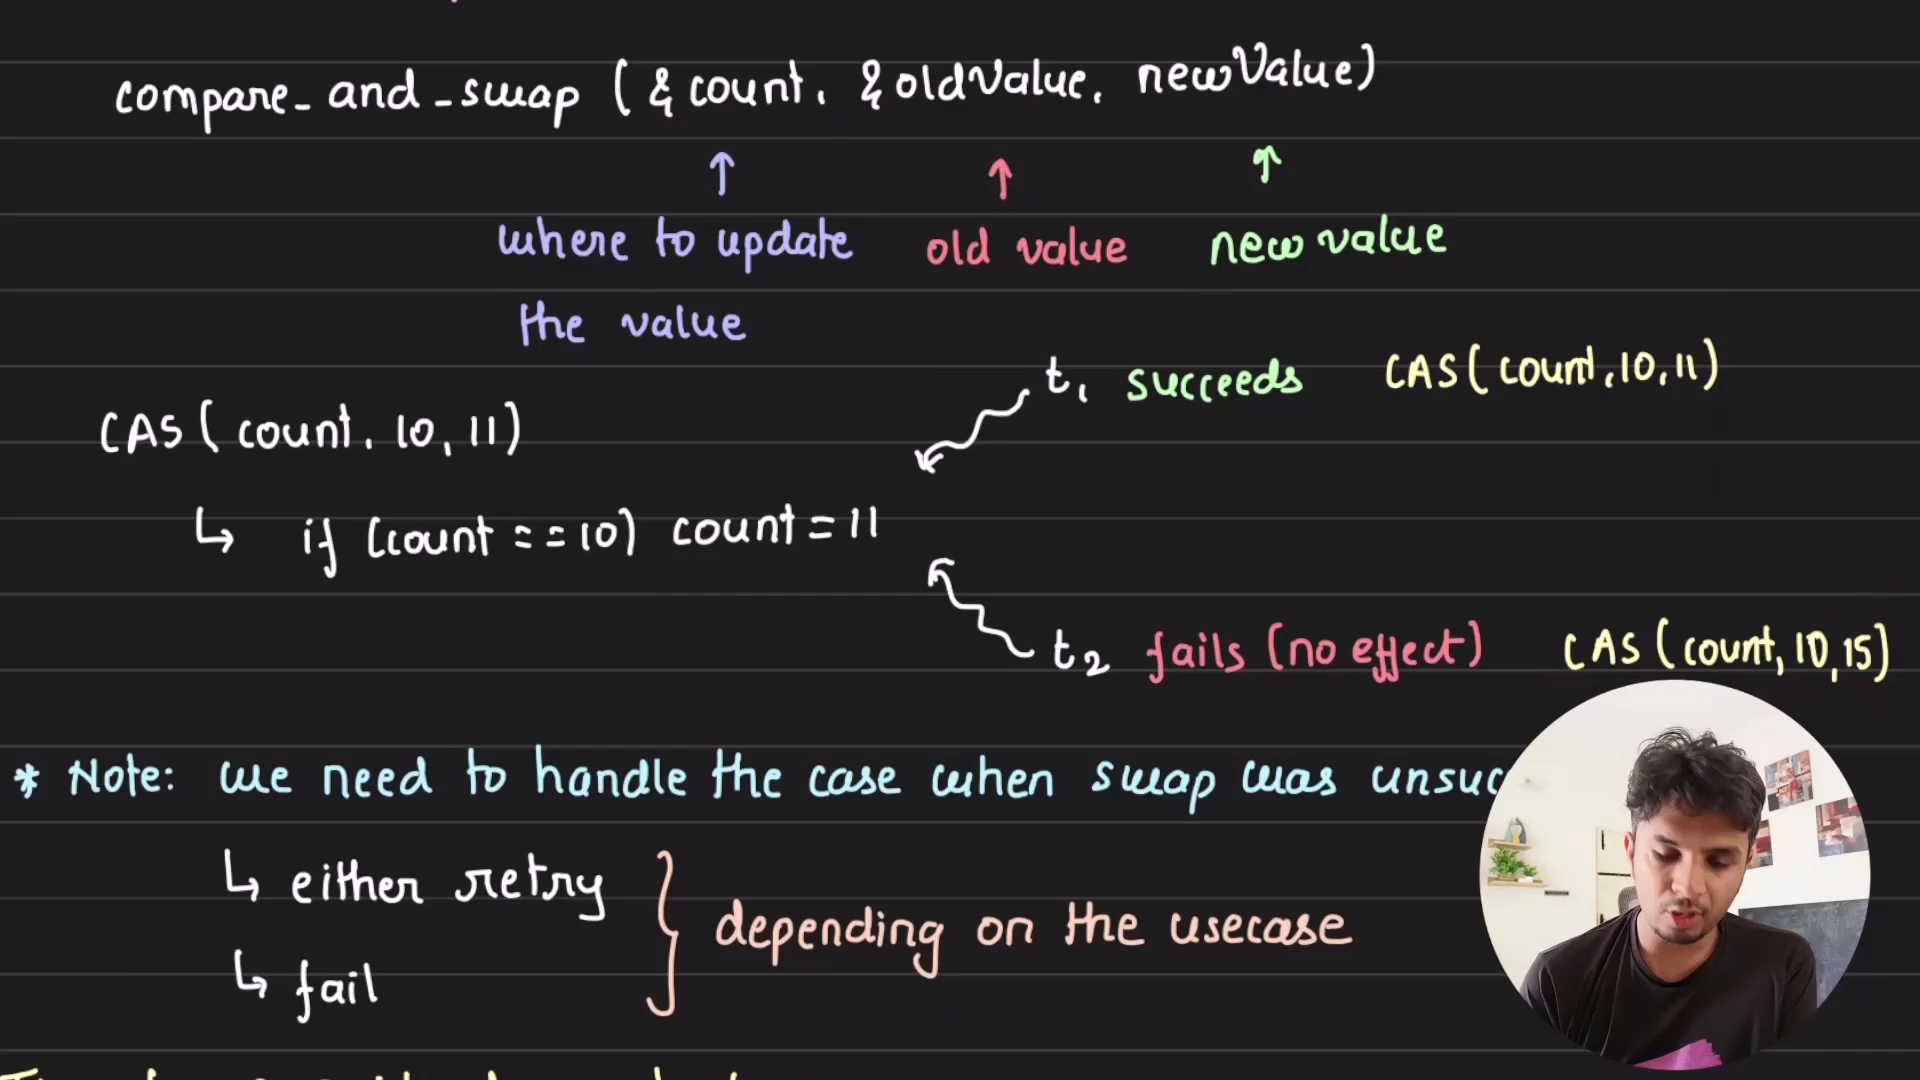 compare_and_swap (&count, &oldValue, newValue)
↑ ↑ ↑
where to update old value new value
the value
t₁ succeeds CAS(count,10,11)
CAS(count, 10, 11)
↳ if (count==10) count=11
t₂ fails (no effect) CAS(count,10,15)
* Note: we need to handle the case when swap was unsuc
↳ either retry
depending on the usecase
↳ fail